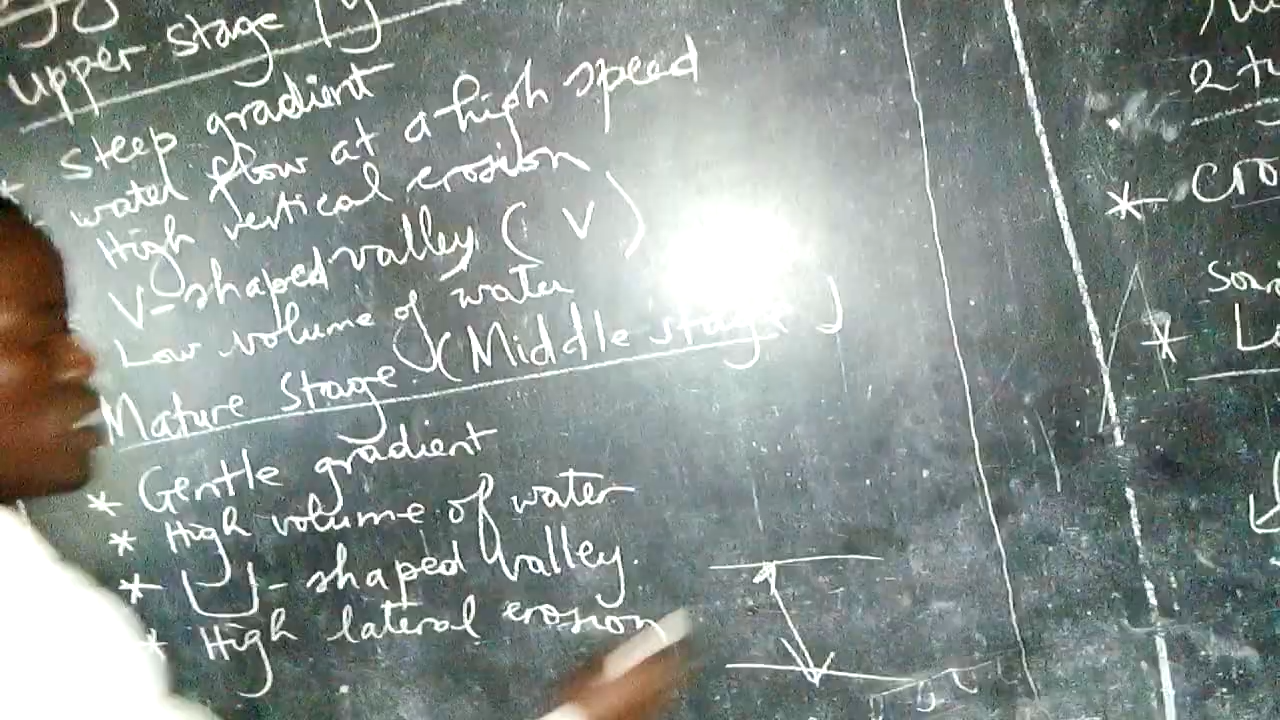 upper stage
steep gradient
water flow at a high speed
High vertical erosion
V-shaped valley ( V )
Low volume of water
Mature Stage. (Middle stage)
* Gentle gradient
* High volume of water
* U-shaped valley.
* High lateral erosion
2
*
*